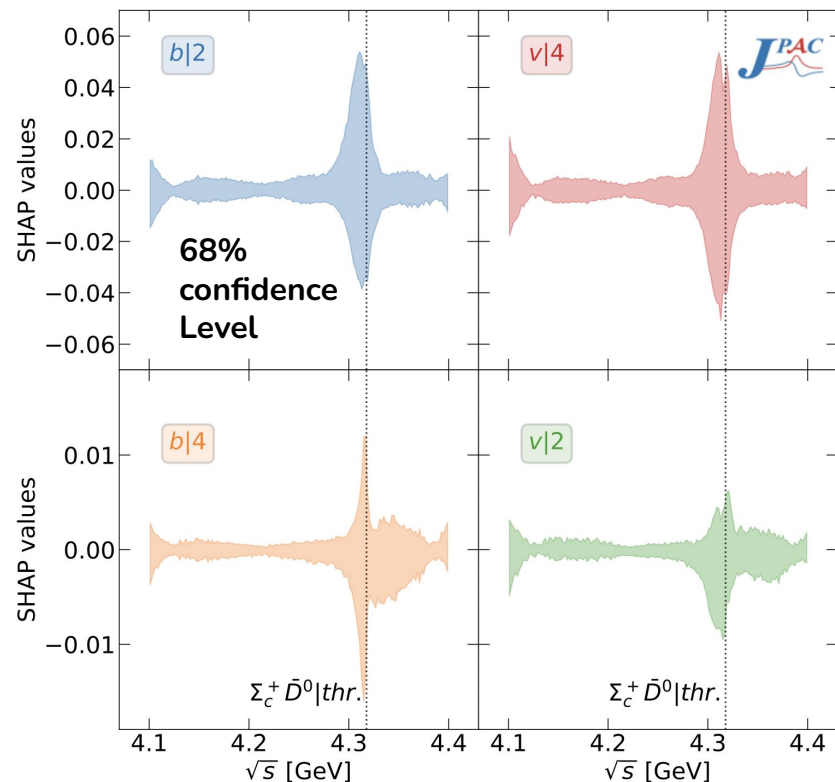 0.06
0.04
0.02
0.00
−0.02
−0.04
−0.06
SHAP values
b|2
68%
confidence
Level
v|4
JPAC
0.01
0.00
−0.01
SHAP values
b|4
v|2
Σc+ D̄0|thr.
Σc+ D̄0|thr.
4.1 4.2 4.3 4.4
4.1 4.2 4.3 4.4
√s [GeV]
√s [GeV]